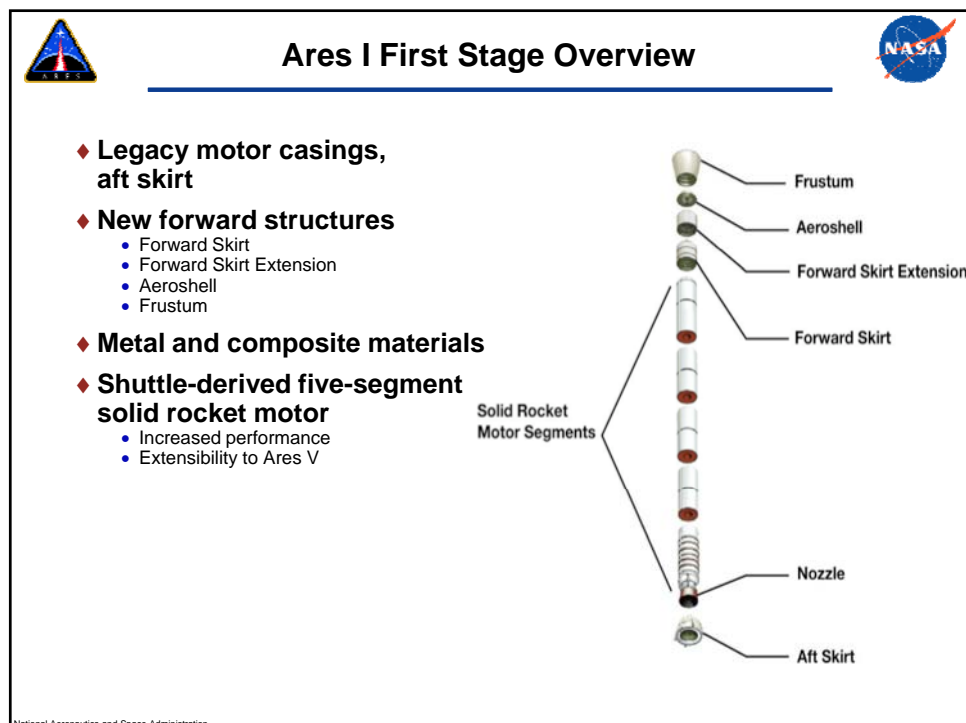 Ares I First Stage Overview
ARES
NASA
♦ Legacy motor casings,
aft skirt
♦ New forward structures
• Forward Skirt
• Forward Skirt Extension
• Aeroshell
• Frustum
♦ Metal and composite materials
♦ Shuttle-derived five-segment
solid rocket motor
• Increased performance
• Extensibility to Ares V
Frustum
Aeroshell
Forward Skirt Extension
Forward Skirt
Solid Rocket
Motor Segments
Nozzle
Aft Skirt
National Aeronautics and Space Administration